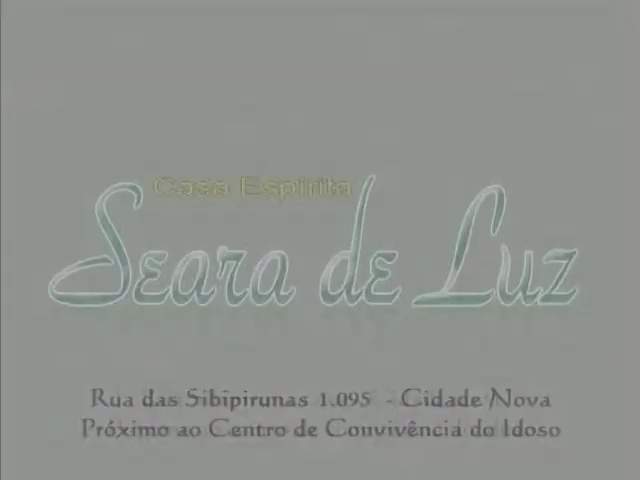 Casa Espírita
Seara de Luz
Rua das Sibipirunas 1.095 - Cidade Nova
Próximo ao Centro de Convivência do Idoso